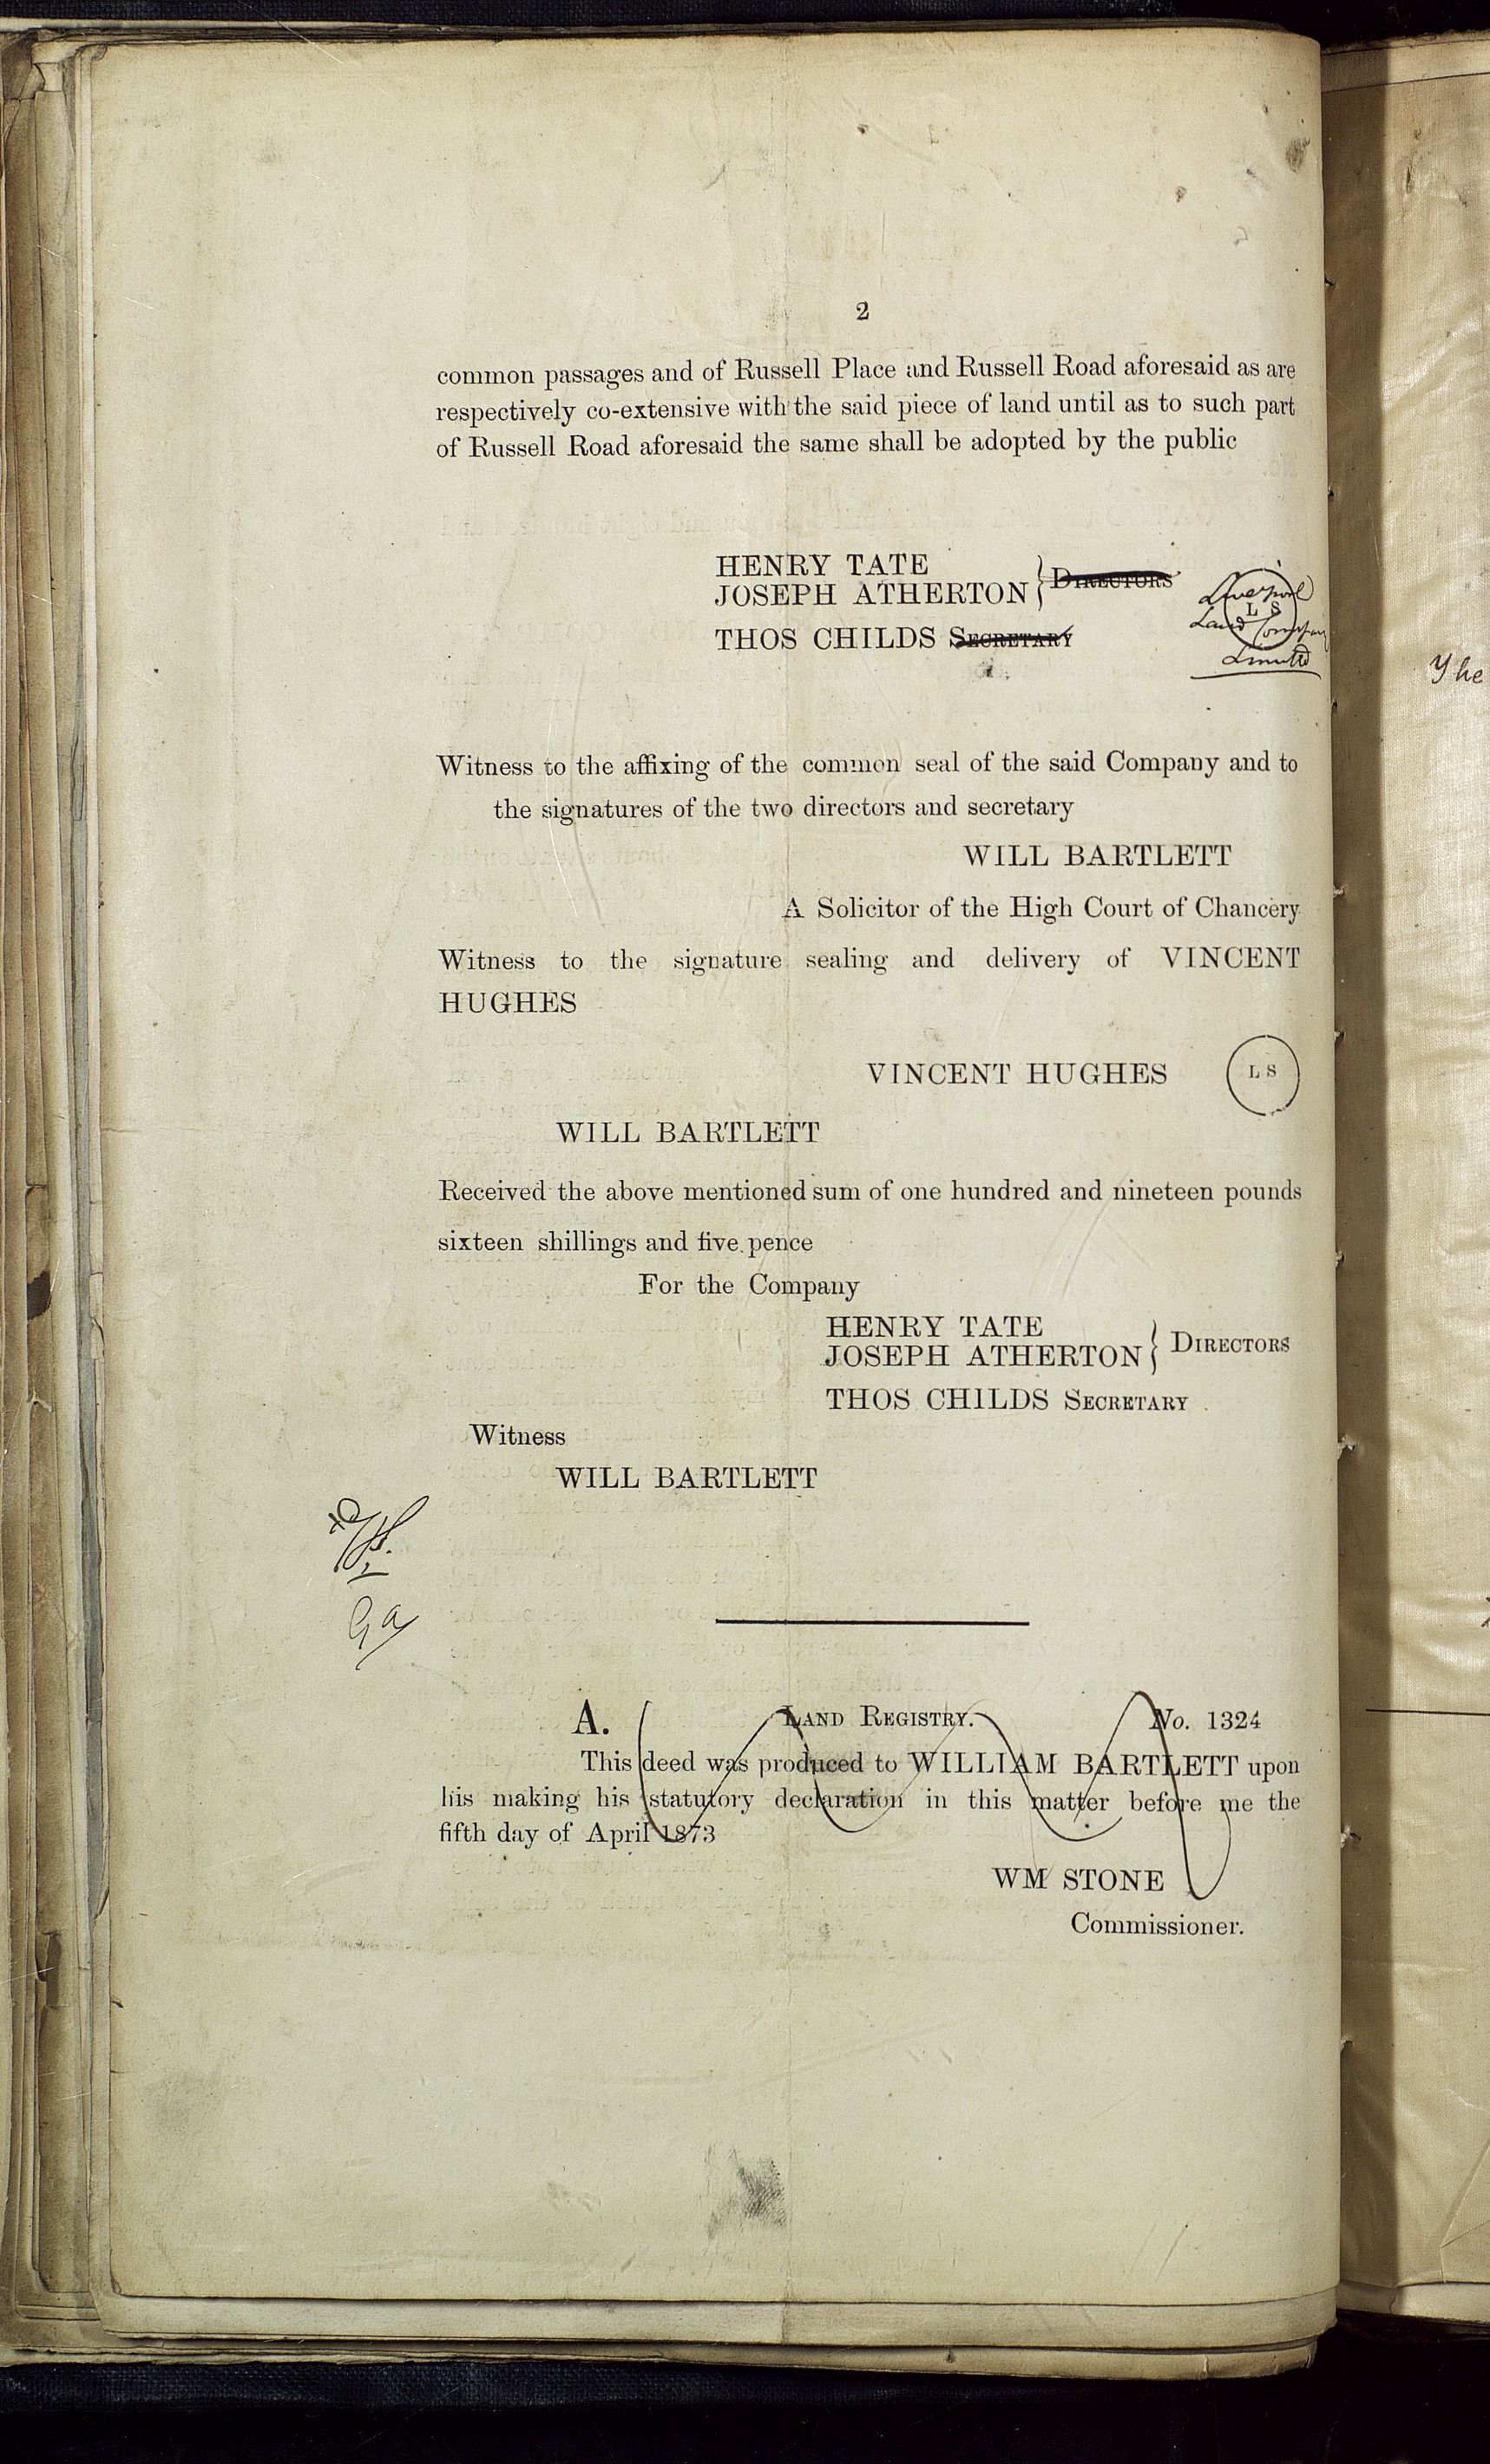 2
common passages and of Russell Place and Russell Road aforesaid as are
respectively co-extensive with the said piece of land until as to such part
of Russell Road aforesaid the same shall be adopted by the public
HENRY TATE
JOSEPH ATHERTON } DIRECTORS
THOS CHILDS SECRETARY
Liverpool
L S
Land Company
Limited
Witness to the affixing of the common seal of the said Company and to
the signatures of the two directors and secretary
WILL BARTLETT
A Solicitor of the High Court of Chancery
Witness to the signature sealing and delivery of VINCENT
HUGHES
VINCENT HUGHES L S
WILL BARTLETT
Received the above mentioned sum of one hundred and nineteen pounds
sixteen shillings and five pence
For the Company
HENRY TATE
JOSEPH ATHERTON } DIRECTORS
THOS CHILDS SECRETARY
Witness
WILL BARTLETT
A. LAND REGISTRY. No. 1324
This deed was produced to WILLIAM BARTLETT upon
his making his statutory declaration in this matter before me the
fifth day of April 1873
WM STONE
Commissioner.
The